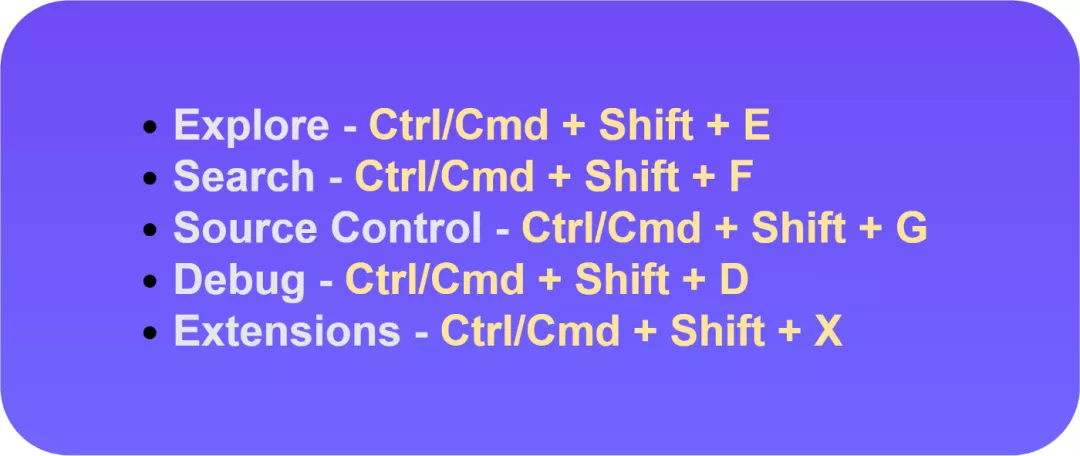 • Explore - Ctrl/Cmd + Shift + E
• Search - Ctrl/Cmd + Shift + F
• Source Control - Ctrl/Cmd + Shift + G
• Debug - Ctrl/Cmd + Shift + D
• Extensions - Ctrl/Cmd + Shift + X